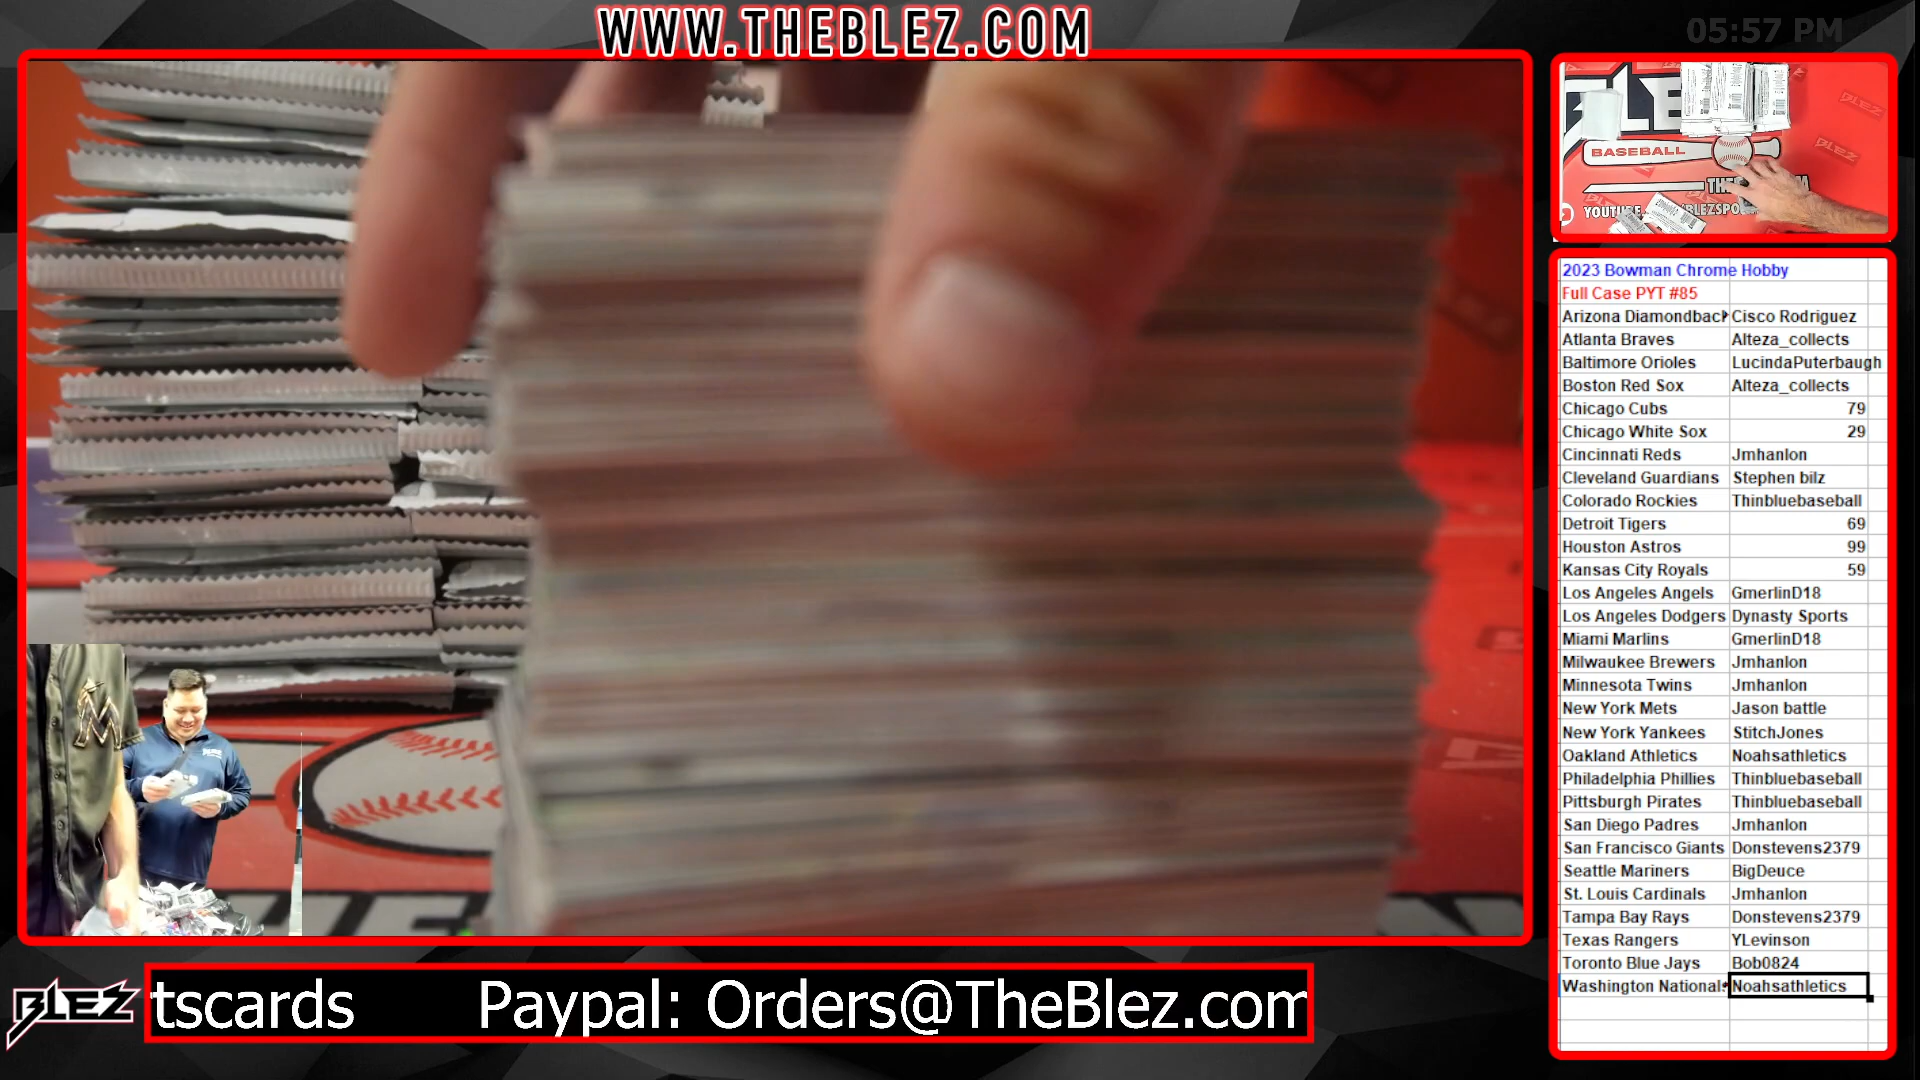 WWW.THEBLEZ.COM
05:57 PM
BASEBALL
BLEZ
2023 Bowman Chrome Hobby
Full Case PYT #85
Arizona Diamondback Cisco Rodriguez
Atlanta Braves Alteza_collects
Baltimore Orioles LucindaPuterbaugh
Boston Red Sox Alteza_collects
Chicago Cubs 79
Chicago White Sox 29
Cincinnati Reds Jmhanlon
Cleveland Guardians Stephen bilz
Colorado Rockies Thinbluebaseball
Detroit Tigers 69
Houston Astros 99
Kansas City Royals 59
Los Angeles Angels GmerlinD18
Los Angeles Dodgers Dynasty Sports
Miami Marlins GmerlinD18
Milwaukee Brewers Jmhanlon
Minnesota Twins Jmhanlon
New York Mets Jason battle
New York Yankees StitchJones
Oakland Athletics Noahsathletics
Philadelphia Phillies Thinbluebaseball
Pittsburgh Pirates Thinbluebaseball
San Diego Padres Jmhanlon
San Francisco Giants Donstevens2379
Seattle Mariners BigDeuce
St. Louis Cardinals Jmhanlon
Tampa Bay Rays Donstevens2379
Texas Rangers YLevinson
Toronto Blue Jays Bob0824
Washington Nationals Noahsathletics
BLEZ
tscards Paypal: Orders@TheBlez.com